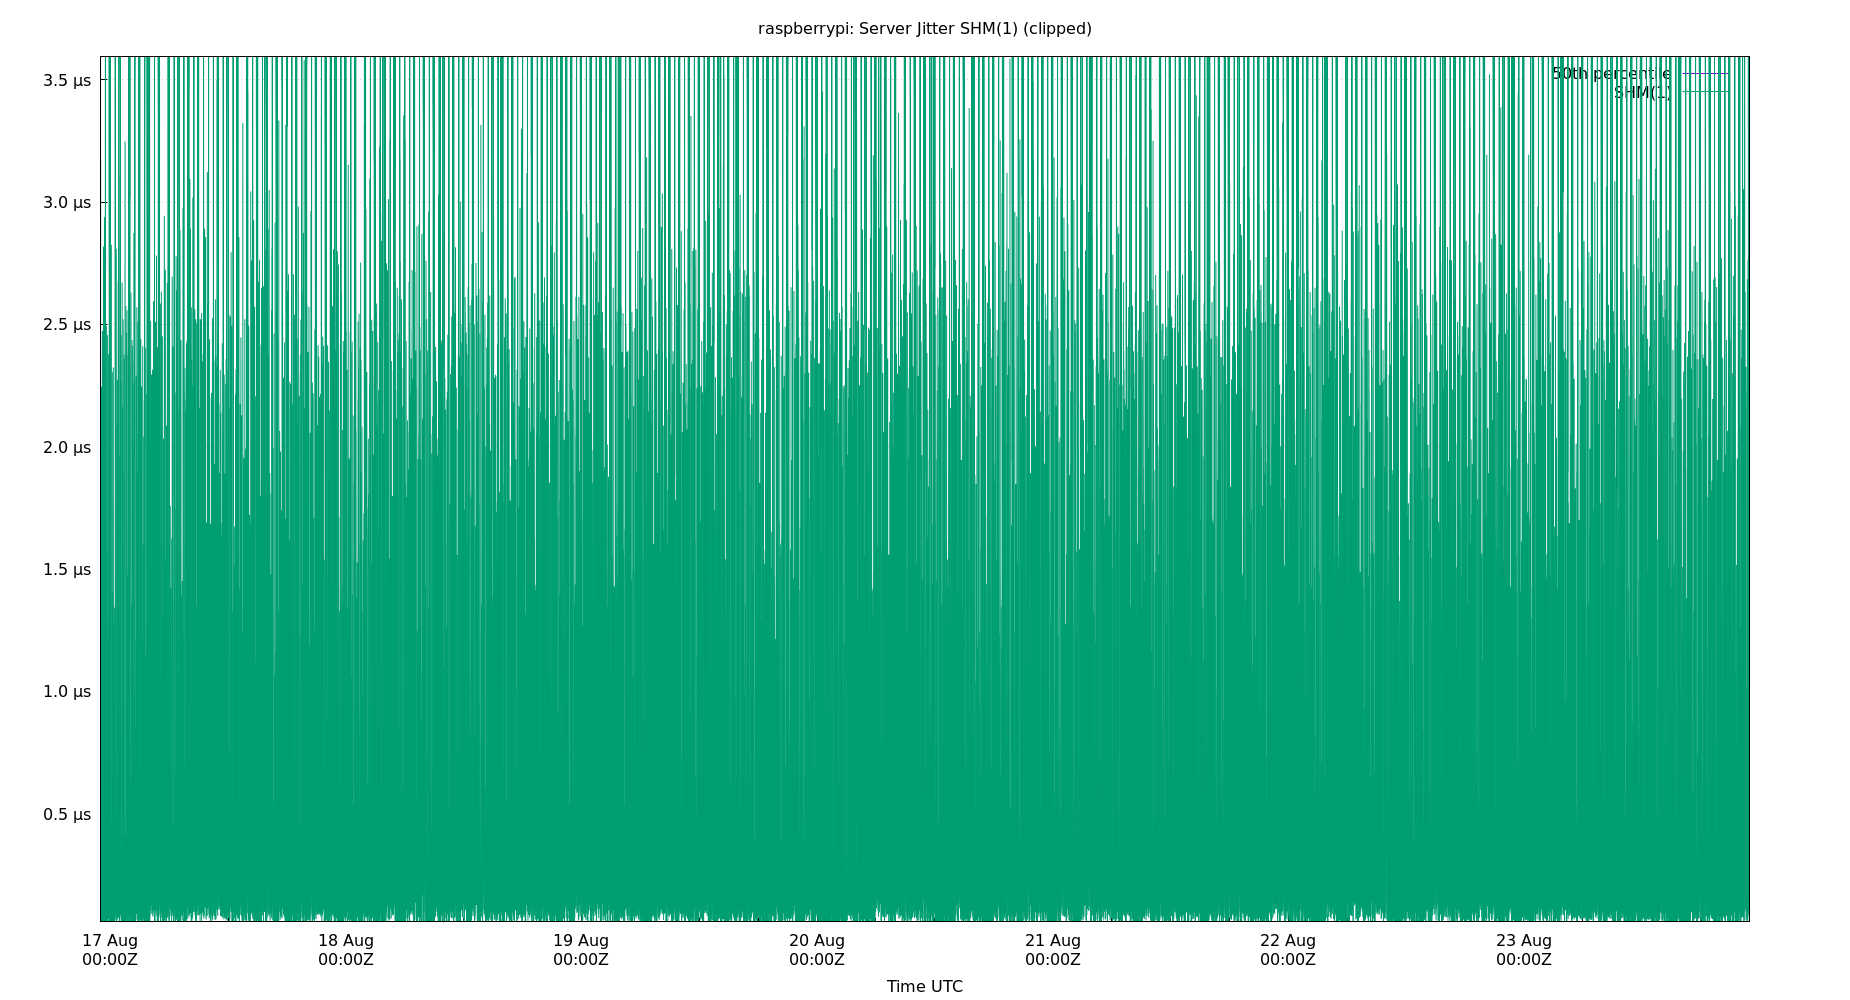 raspberrypi: Server Jitter SHM(1) (clipped)
3.5 µs
3.0 µs
2.5 µs
2.0 µs
1.5 µs
1.0 µs
0.5 µs
50th percentile
SHM(1)
17 Aug
00:00Z
18 Aug
00:00Z
19 Aug
00:00Z
20 Aug
00:00Z
21 Aug
00:00Z
22 Aug
00:00Z
23 Aug
00:00Z
Time UTC